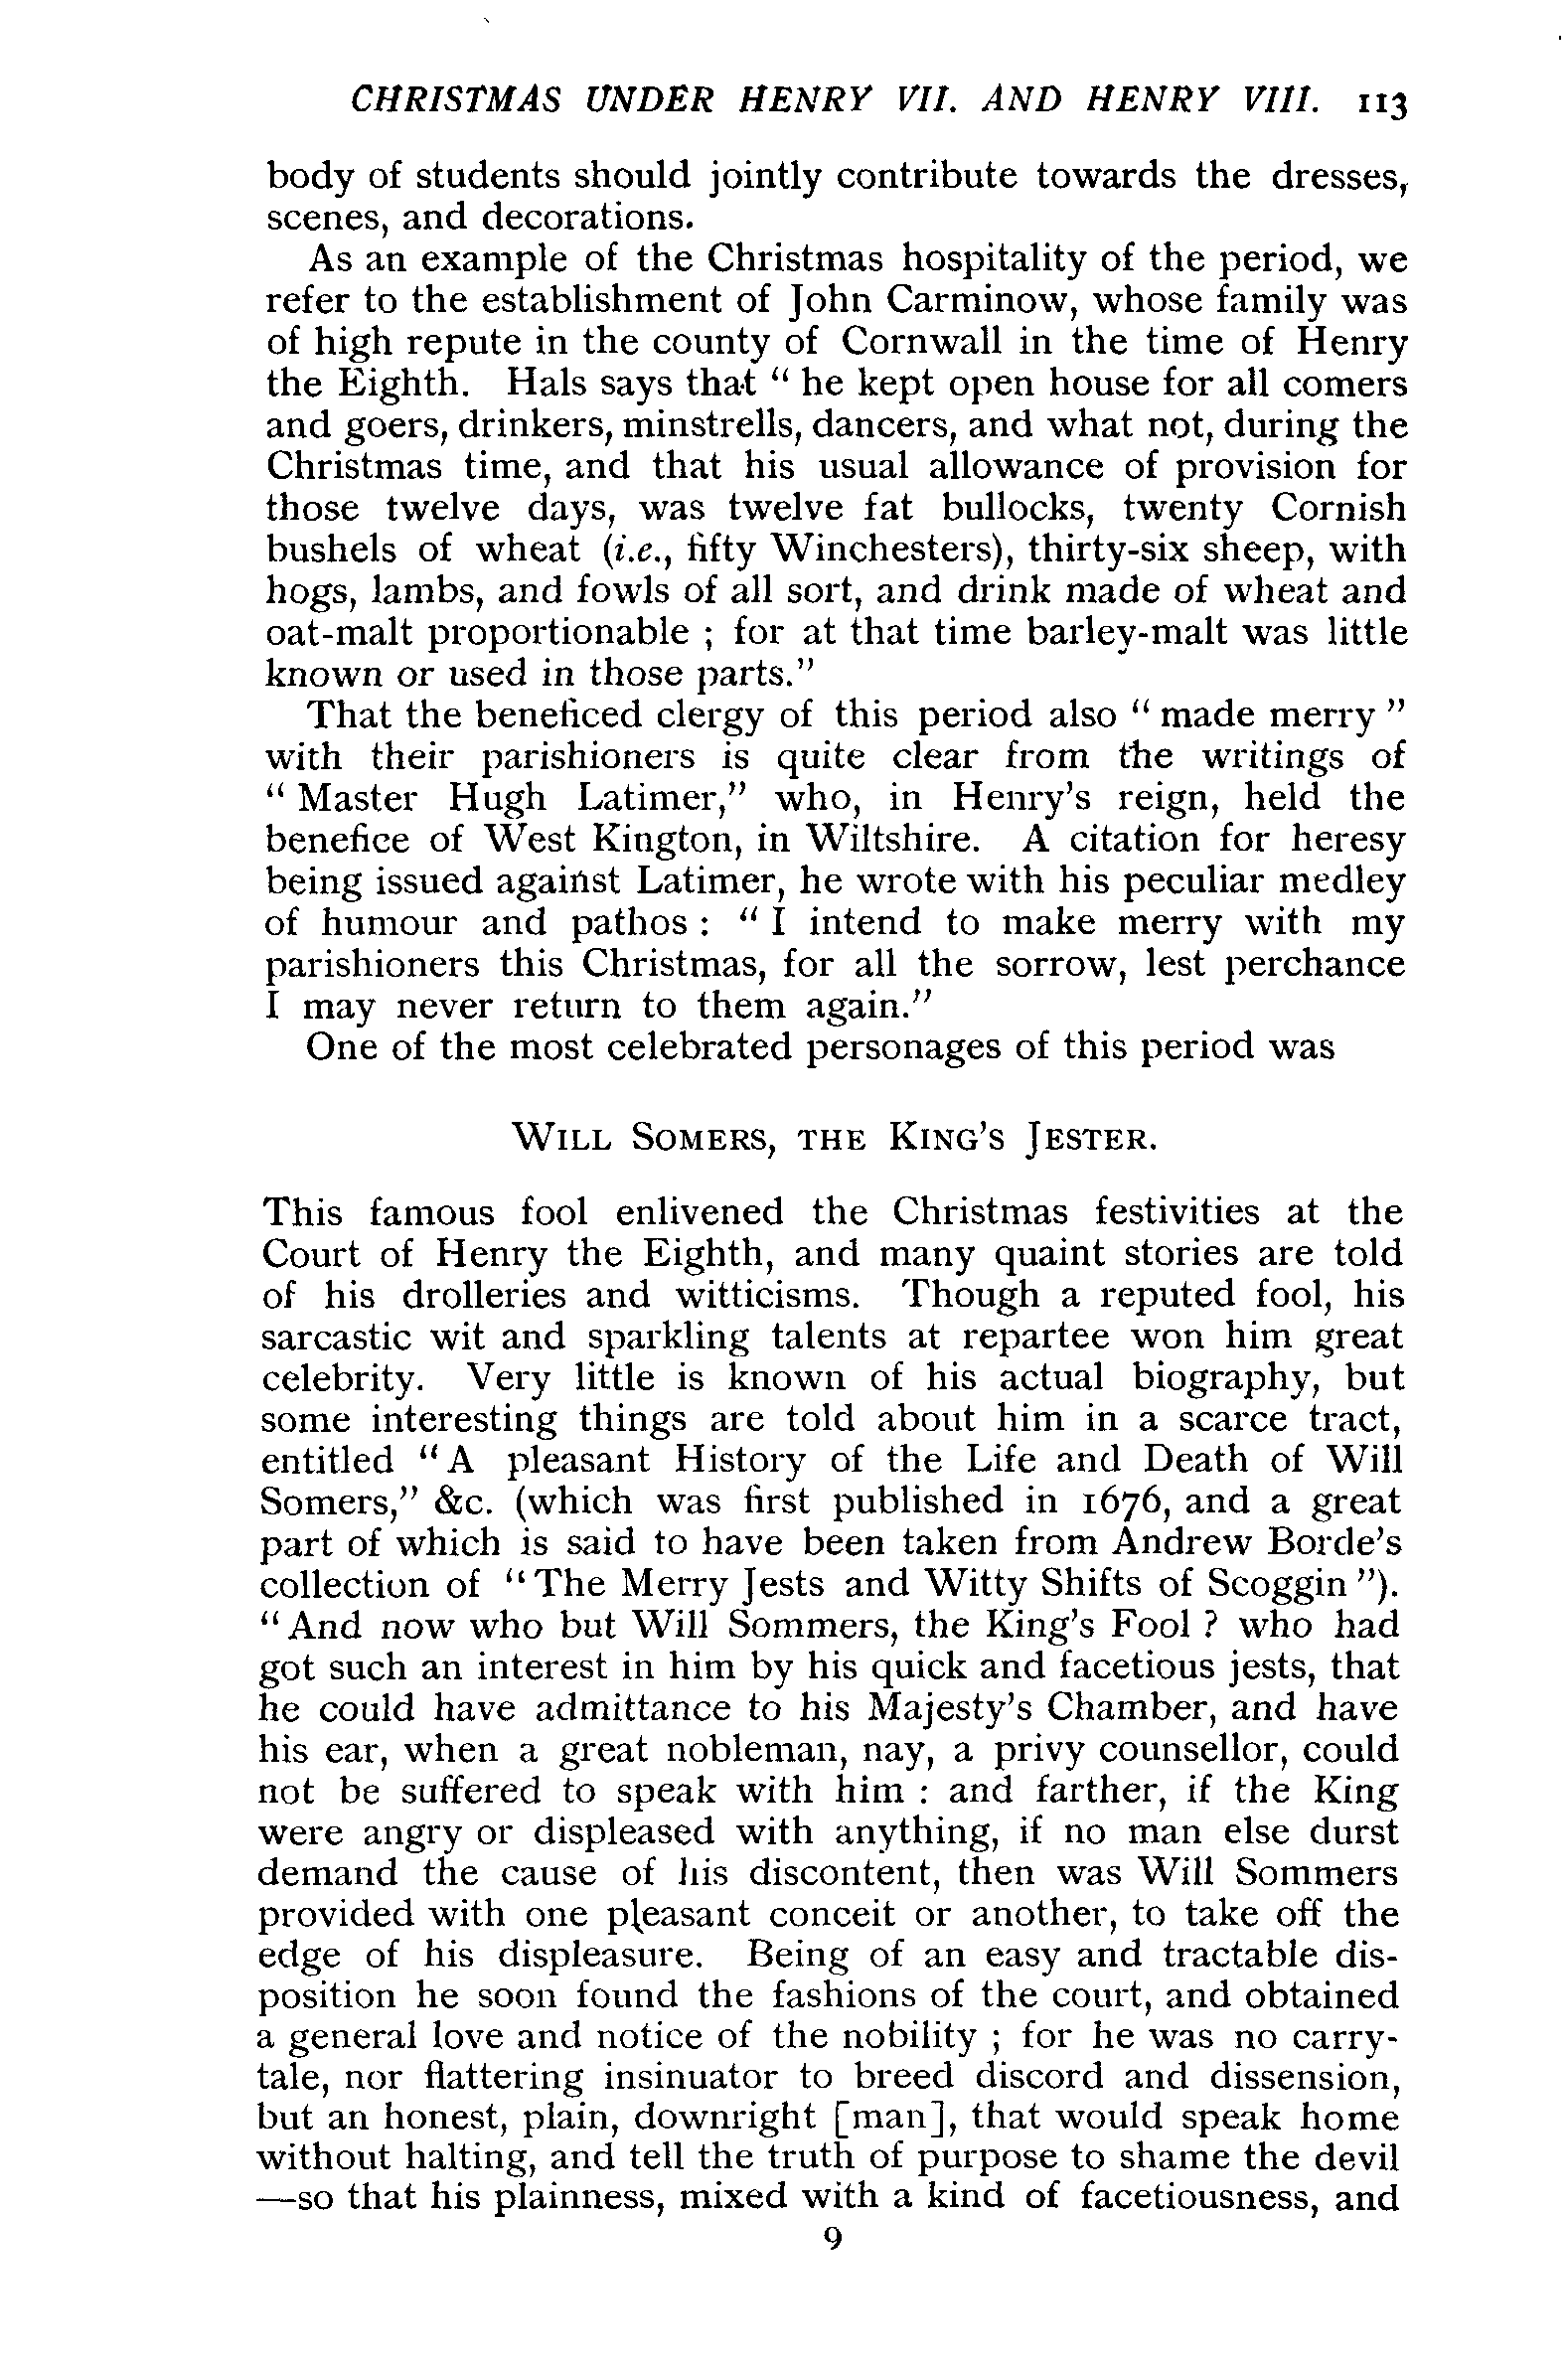 CHRISTMAS UNDER HENRY VII. AND HENRY VIII. 113
body of students should jointly contribute towards the dresses,
scenes, and decorations.
As an example of the Christmas hospitality of the period, we
refer to the establishment of John Carminow, whose family was
of high repute in the county of Cornwall in the time of Henry
the Eighth. Hals says that “ he kept open house for all comers
and goers, drinkers, minstrells, dancers, and what not, during the
Christmas time, and that his usual allowance of provision for
those twelve days, was twelve fat bullocks, twenty Cornish
bushels of wheat (i.e., fifty Winchesters), thirty-six sheep, with
hogs, lambs, and fowls of all sort, and drink made of wheat and
oat-malt proportionable ; for at that time barley-malt was little
known or used in those parts.”
That the beneficed clergy of this period also “ made merry ”
with their parishioners is quite clear from the writings of
“ Master Hugh Latimer,” who, in Henry’s reign, held the
benefice of West Kington, in Wiltshire. A citation for heresy
being issued against Latimer, he wrote with his peculiar medley
of humour and pathos : “ I intend to make merry with my
parishioners this Christmas, for all the sorrow, lest perchance
I may never return to them again.”
One of the most celebrated personages of this period was
WILL SOMERS, THE KING’S JESTER.
This famous fool enlivened the Christmas festivities at the
Court of Henry the Eighth, and many quaint stories are told
of his drolleries and witticisms. Though a reputed fool, his
sarcastic wit and sparkling talents at repartee won him great
celebrity. Very little is known of his actual biography, but
some interesting things are told about him in a scarce tract,
entitled “ A pleasant History of the Life and Death of Will
Somers,” &c. (which was first published in 1676, and a great
part of which is said to have been taken from Andrew Borde’s
collection of “ The Merry Jests and Witty Shifts of Scoggin ”).
“ And now who but Will Sommers, the King’s Fool ? who had
got such an interest in him by his quick and facetious jests, that
he could have admittance to his Majesty’s Chamber, and have
his ear, when a great nobleman, nay, a privy counsellor, could
not be suffered to speak with him : and farther, if the King
were angry or displeased with anything, if no man else durst
demand the cause of his discontent, then was Will Sommers
provided with one pleasant conceit or another, to take off the
edge of his displeasure. Being of an easy and tractable dis-
position he soon found the fashions of the court, and obtained
a general love and notice of the nobility ; for he was no carry-
tale, nor flattering insinuator to breed discord and dissension,
but an honest, plain, downright [man], that would speak home
without halting, and tell the truth of purpose to shame the devil
—so that his plainness, mixed with a kind of facetiousness, and
9